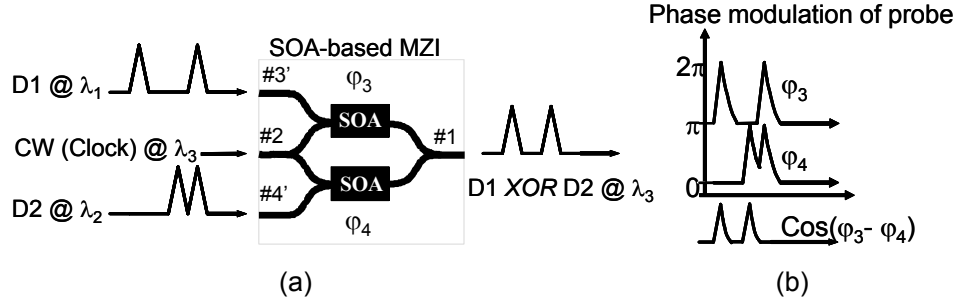 SOA-based MZI
D1 @ λ1
#3'
φ3
SOA
CW (Clock) @ λ3
#2
#1
D2 @ λ2
#4'
SOA
φ4
D1 XOR D2 @ λ3
(a)
Phase modulation of probe
2π
φ3
π
φ4
0
Cos(φ3- φ4)
(b)